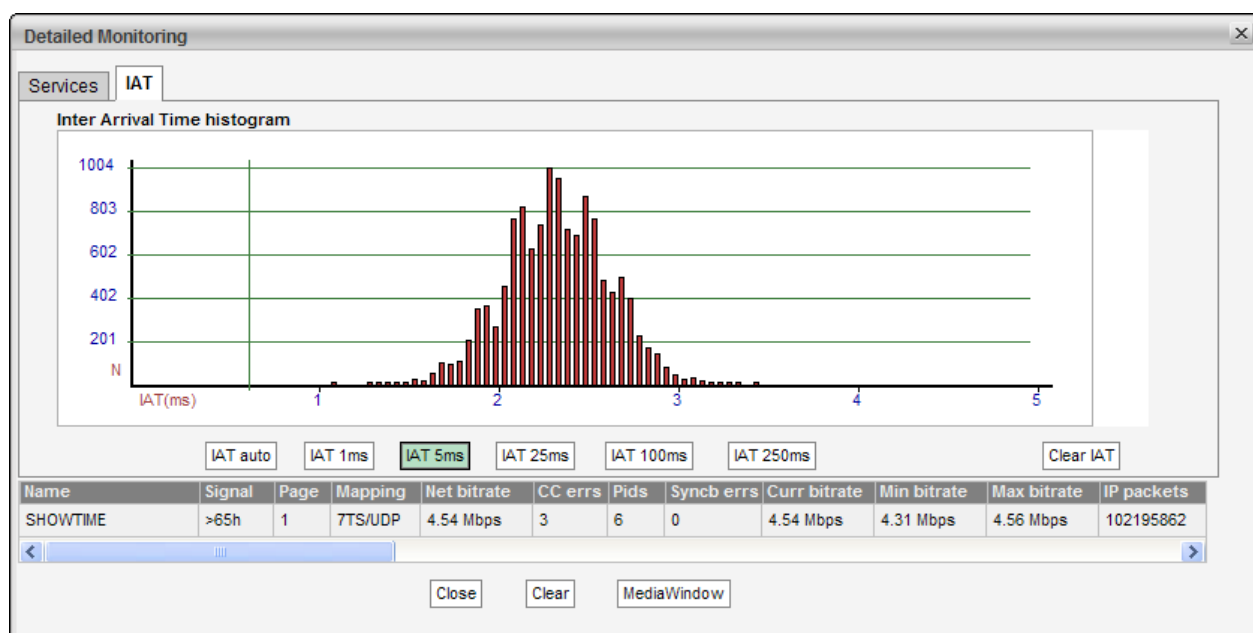 Detailed Monitoring
Services IAT
Inter Arrival Time histogram
1004
803
602
402
201
N
IAT(ms) 1 2 3 4 5
IAT auto IAT 1ms IAT 5ms IAT 25ms IAT 100ms IAT 250ms Clear IAT
Name Signal Page Mapping Net bitrate CC errs Pids Syncb errs Curr bitrate Min bitrate Max bitrate IP packets
SHOWTIME >65h 1 7TS/UDP 4.54 Mbps 3 6 0 4.54 Mbps 4.31 Mbps 4.56 Mbps 102195862
Close Clear MediaWindow